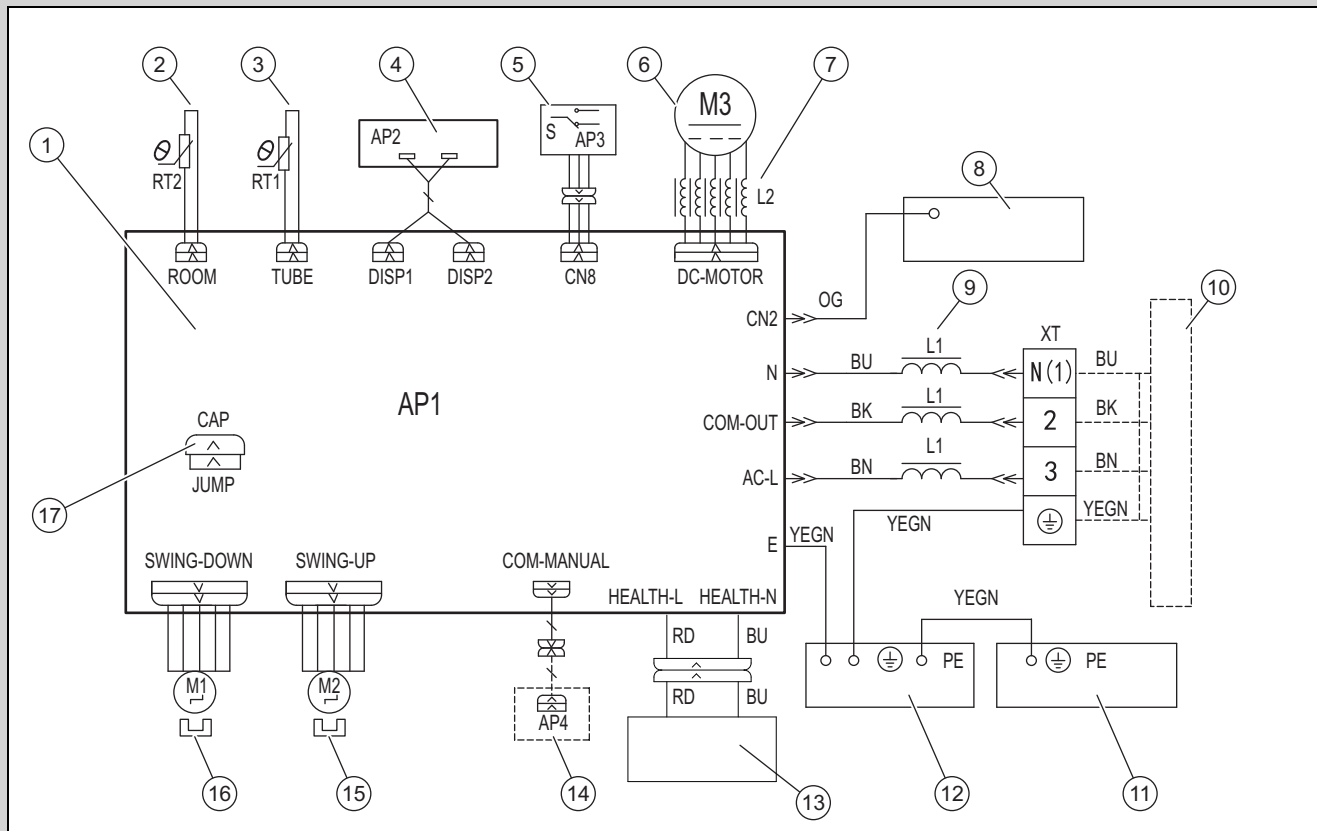 2
3
4
5
6
7
M3
AP2
S
AP3
1
RT2
RT1
L2
8
ROOM
TUBE
DISP1
DISP2
CN8
DC-MOTOR
OG
9
10
CN2
XT
L1
BU
N
N(1)
BU
CAP
AP1
L1
BK
COM-OUT
2
BK
JUMP
L1
BN
AC-L
3
BN
17
YEGN
YEGN
YEGN
E
SWING-DOWN
SWING-UP
COM-MANUAL
HEALTH-L
HEALTH-N
YEGN
RD
BU
PE
PE
M1
M2
RD
BU
AP4
16
15
14
13
12
11